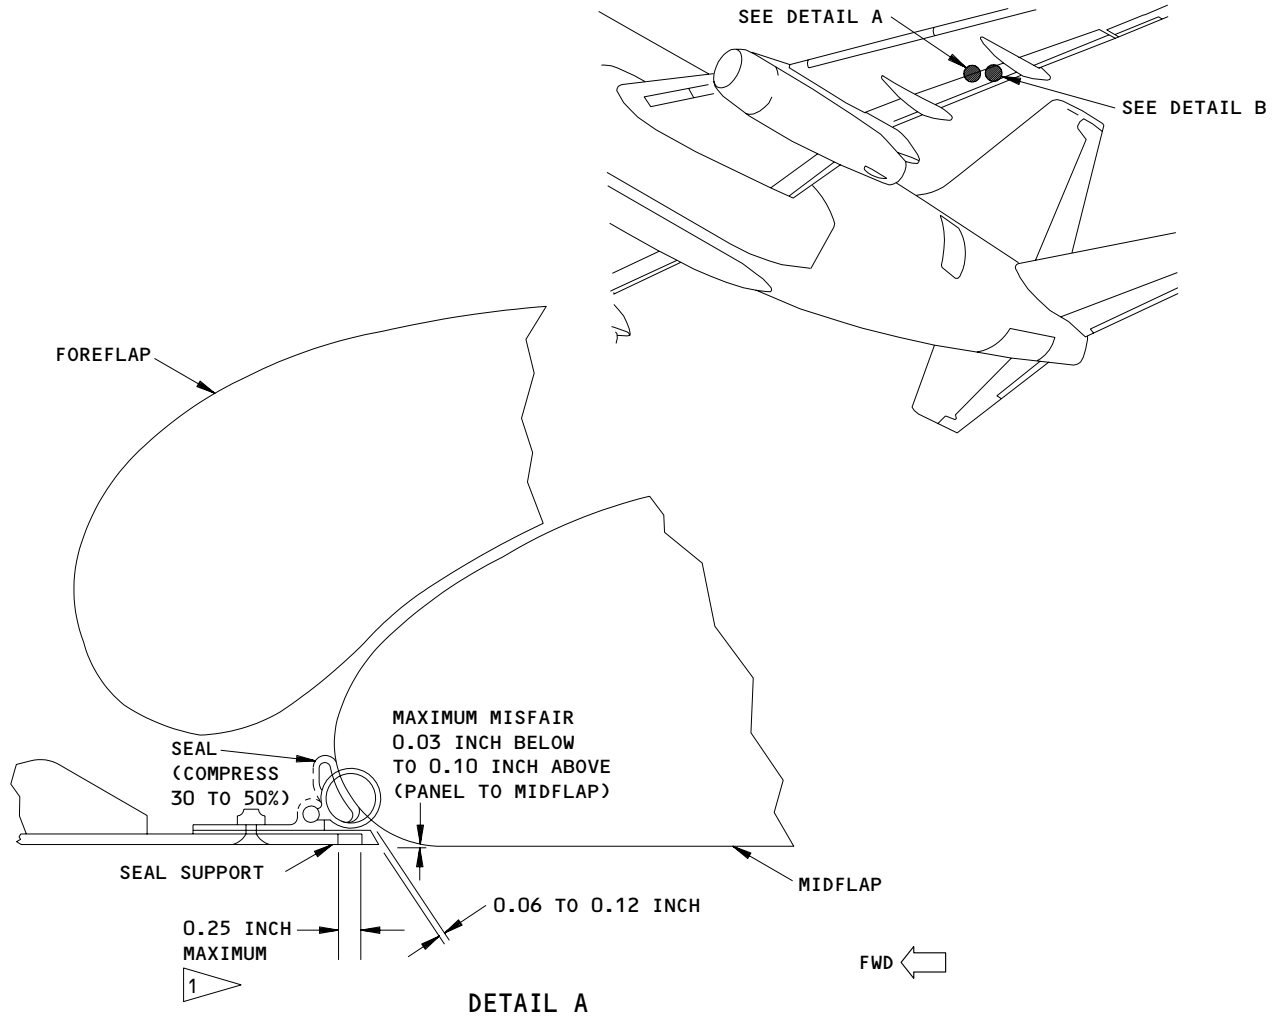 SEE DETAIL A
SEE DETAIL B
FOREFLAP
MAXIMUM MISFAIR
0.03 INCH BELOW
TO 0.10 INCH ABOVE
(PANEL TO MIDFLAP)
SEAL
(COMPRESS
30 TO 50%)
SEAL SUPPORT
MIDFLAP
0.06 TO 0.12 INCH
0.25 INCH
MAXIMUM
1
FWD
DETAIL A